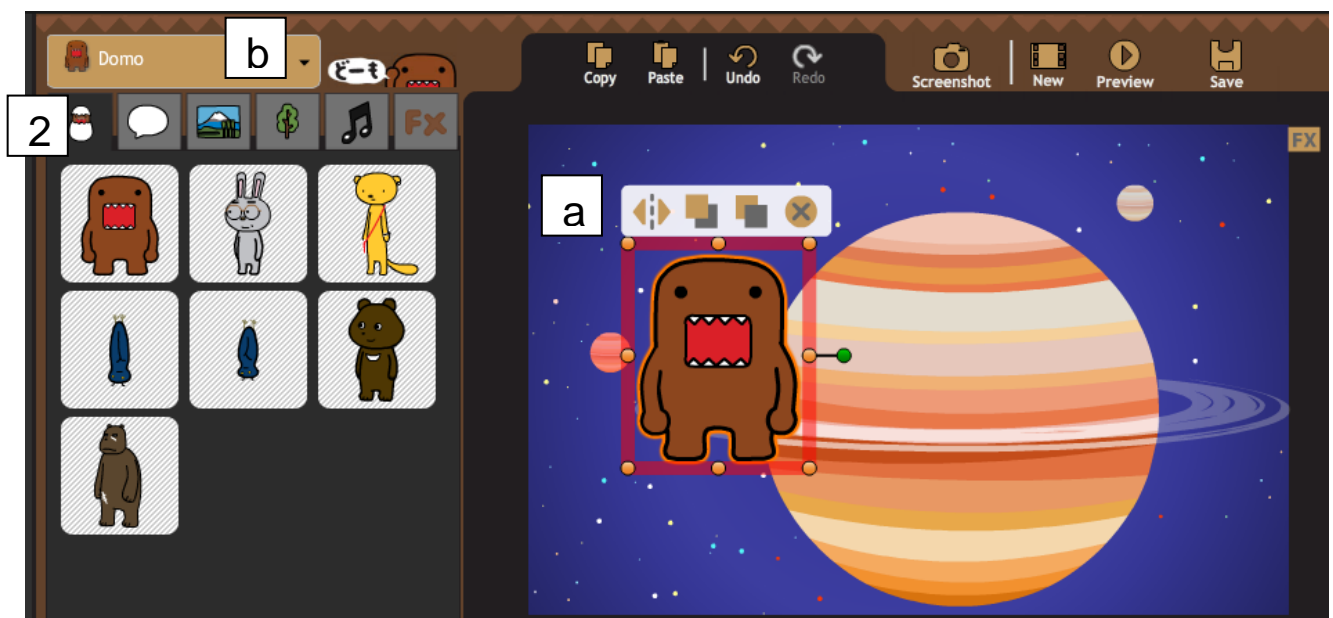 b
Domo
どーも
Copy
Paste
Undo
Redo
Screenshot
New
Preview
Save
2
FX
FX
a